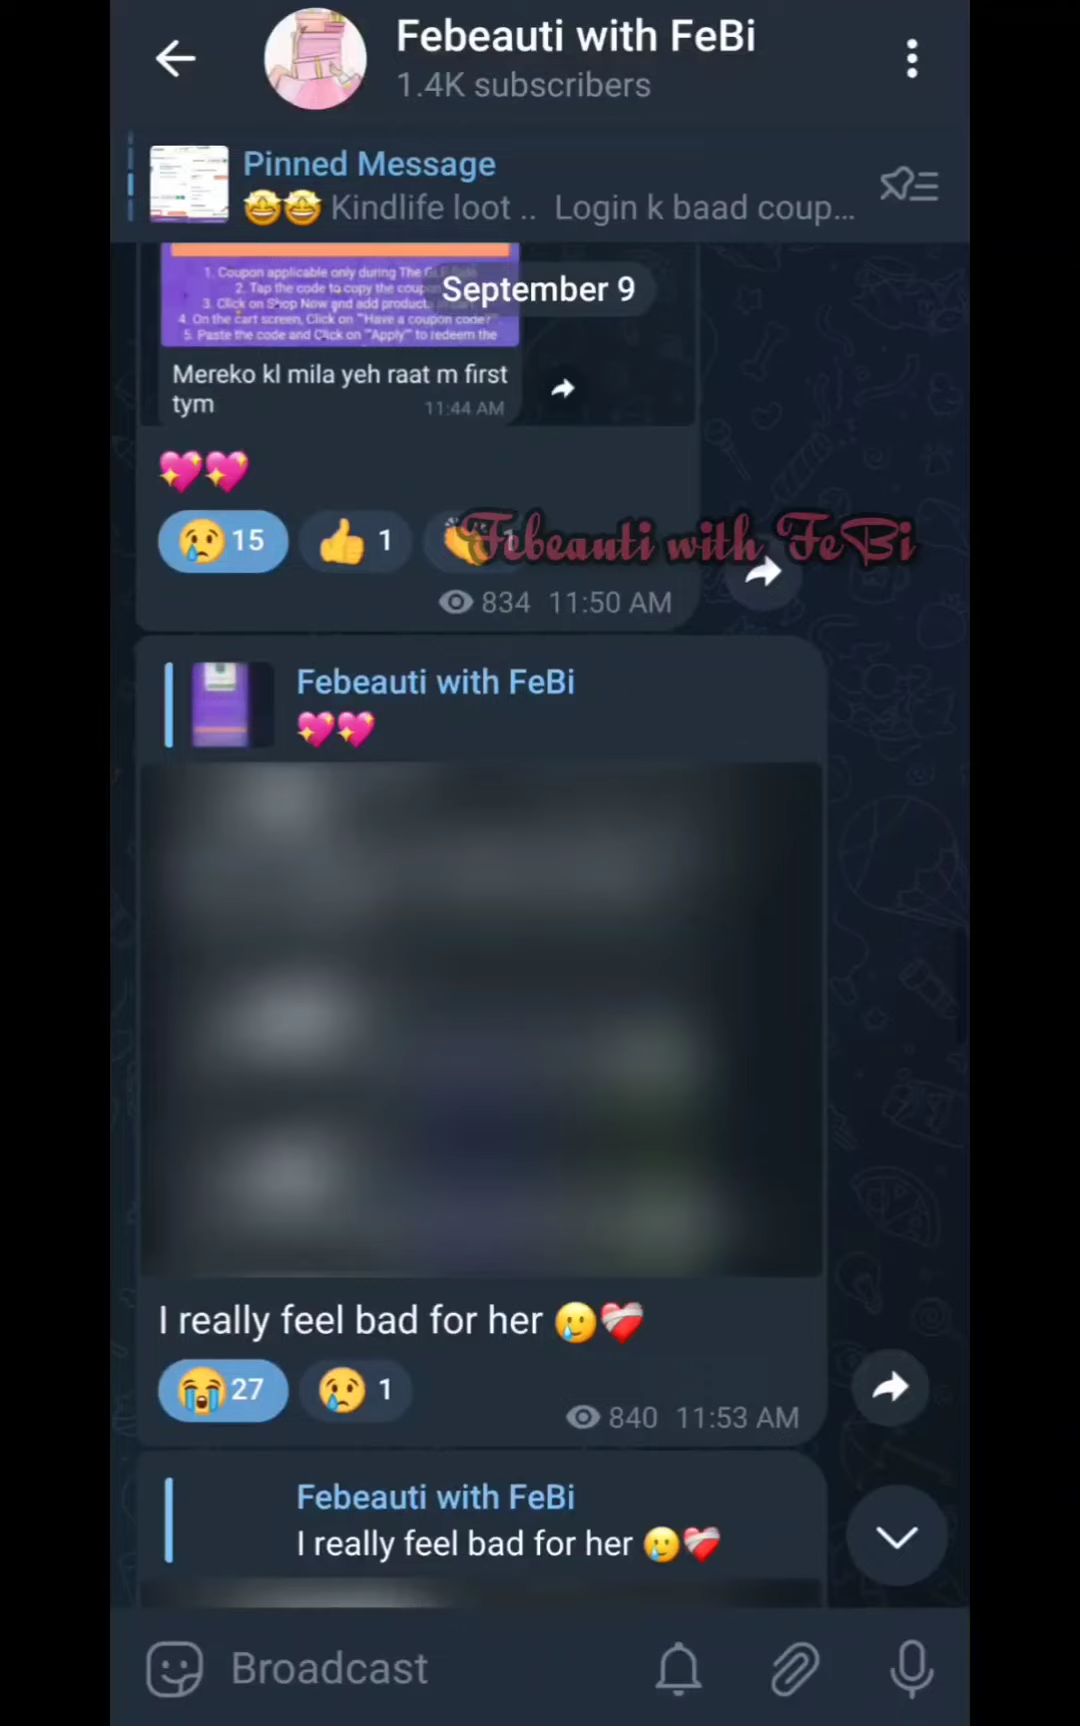 Febeauti with FeBi
1.4K subscribers
Pinned Message
🤩🤩 Kindlife loot .. Login k baad coup...
1. Coupon applicable only during The
September 9
2. Tap the code to copy the coupon
3. Click on Shop Now and add product
4. On the cart screen, Click on "Have a coupon code?"
5. Paste the code and Click on "Apply" to redeem the
Mereko kl mila yeh raat m first
tym 11:44 AM
💖💖
😢 15 👍 1 👏 1
Febeauti with FeBi
834 11:50 AM
Febeauti with FeBi
💖💖
I really feel bad for her 🥲❤️‍🩹
😭 27 😢 1
840 11:53 AM
Febeauti with FeBi
I really feel bad for her 🥲❤️‍🩹
Broadcast